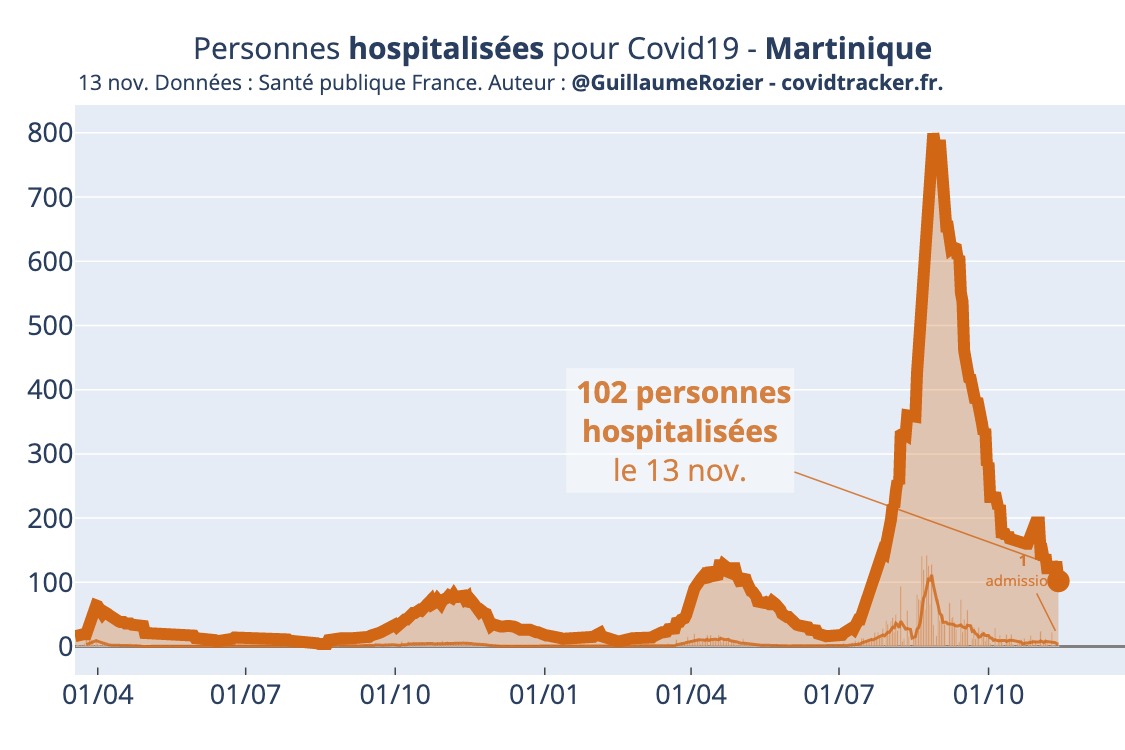 Personnes hospitalisées pour Covid19 - Martinique
13 nov. Données : Santé publique France. Auteur : @GuillaumeRozier - covidtracker.fr.
800
700
600
500
400
300
200
100
0
102 personnes
hospitalisées
le 13 nov.
1
admissio
01/04
01/07
01/10
01/01
01/04
01/07
01/10